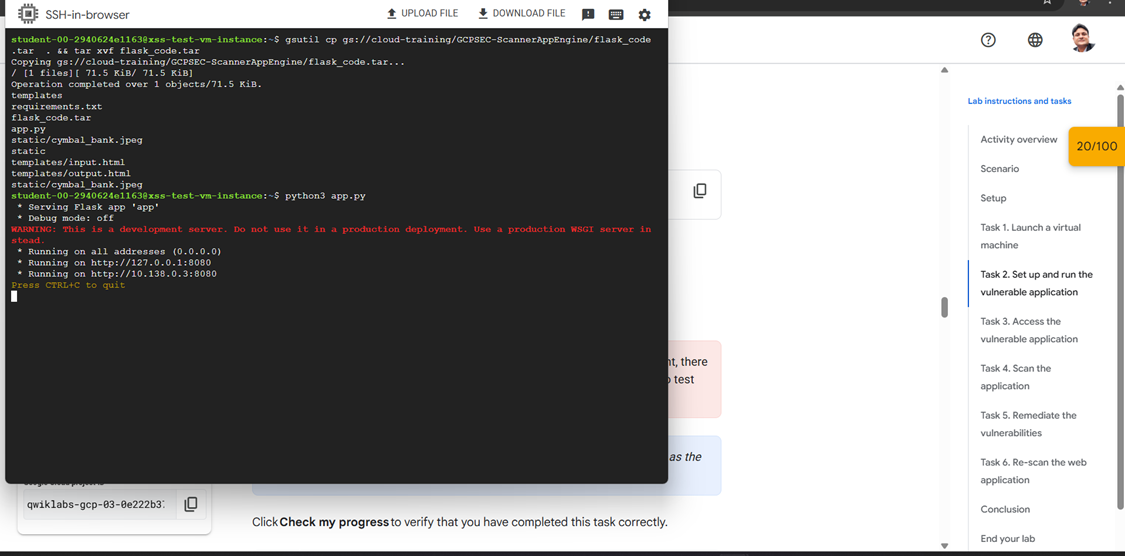 SSH-in-browser
UPLOAD FILE
DOWNLOAD FILE
student-00-2940624e1163@xss-test-vm-instance:~$ gsutil cp gs://cloud-training/GCPSEC-ScannerAppEngine/flask_code
.tar  . && tar xvf flask_code.tar
Copying gs://cloud-training/GCPSEC-ScannerAppEngine/flask_code.tar...
/ [1 files][ 71.5 KiB/ 71.5 KiB]
Operation completed over 1 objects/71.5 KiB.
templates
requirements.txt
flask_code.tar
app.py
static/cymbal_bank.jpeg
static
templates/input.html
templates/output.html
static/cymbal_bank.jpeg
student-00-2940624e1163@xss-test-vm-instance:~$ python3 app.py
 * Serving Flask app 'app'
 * Debug mode: off
WARNING: This is a development server. Do not use it in a production deployment. Use a production WSGI server in
stead.
 * Running on all addresses (0.0.0.0)
 * Running on http://127.0.0.1:8080
 * Running on http://10.138.0.3:8080
Press CTRL+C to quit
there
test
as the
qwiklabs-gcp-03-0e222b3
Click Check my progress to verify that you have completed this task correctly.
Lab instructions and tasks
20/100
Activity overview
Scenario
Setup
Task 1. Launch a virtual
machine
Task 2. Set up and run the
vulnerable application
Task 3. Access the
vulnerable application
Task 4. Scan the
application
Task 5. Remediate the
vulnerabilities
Task 6. Re-scan the web
application
Conclusion
End your lab